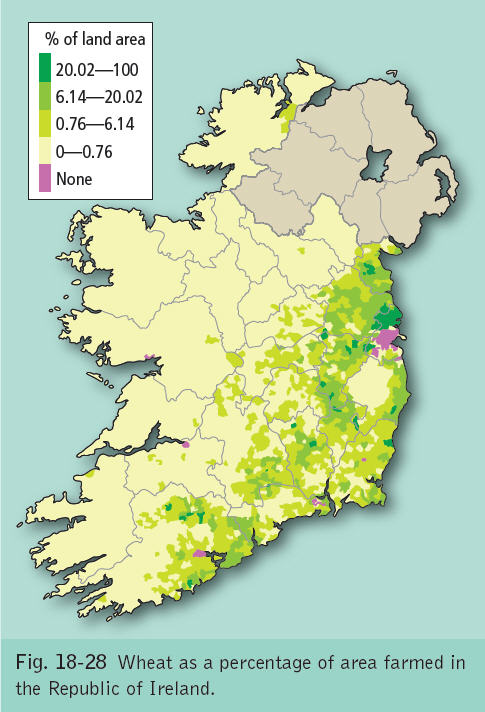 % of land area
20.02—100
6.14—20.02
0.76—6.14
0—0.76
None
Fig. 18-28 Wheat as a percentage of area farmed in
the Republic of Ireland.